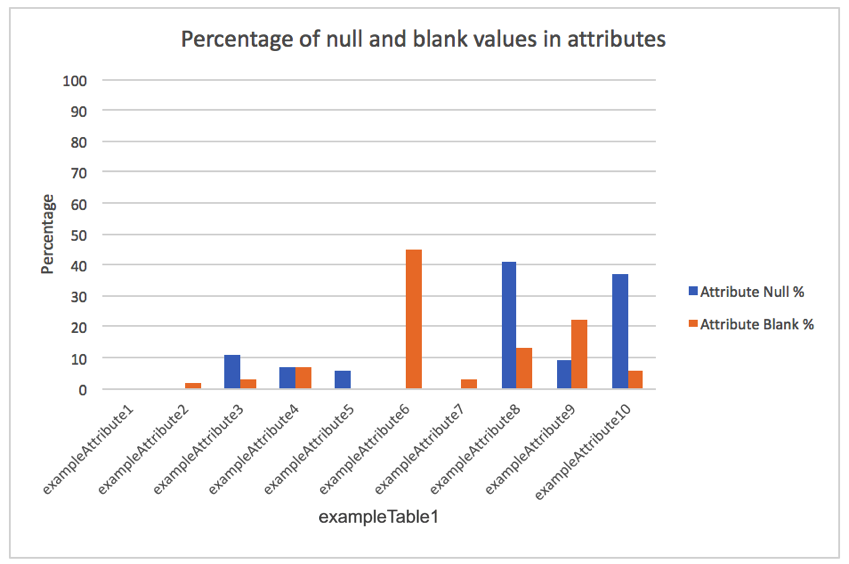 Percentage of null and blank values in attributes
100
90
80
70
60
50
40
30
20
10
0
Percentage
exampleAttribute1
exampleAttribute2
exampleAttribute3
exampleAttribute4
exampleAttribute5
exampleAttribute6
exampleAttribute7
exampleAttribute8
exampleAttribute9
exampleAttribute10
exampleTable1
Attribute Null %
Attribute Blank %